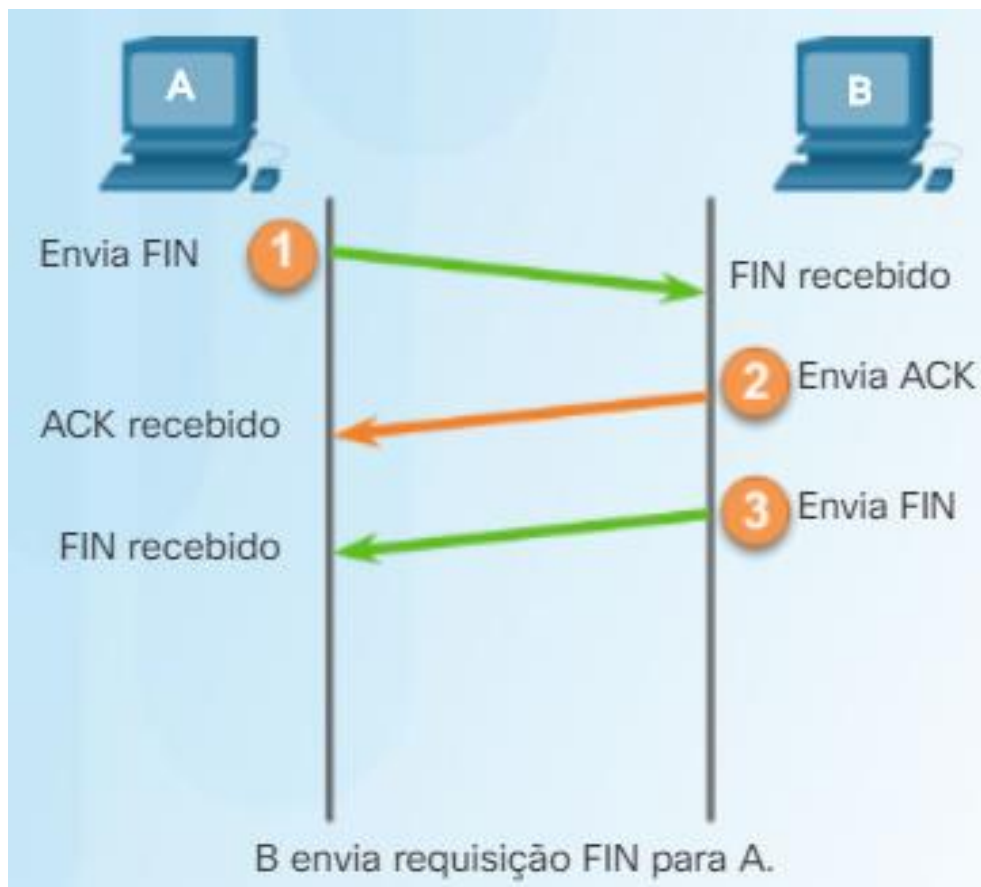 A
B
Envia FIN
1
FIN recebido
2
Envia ACK
ACK recebido
3
Envia FIN
FIN recebido
B envia requisição FIN para A.